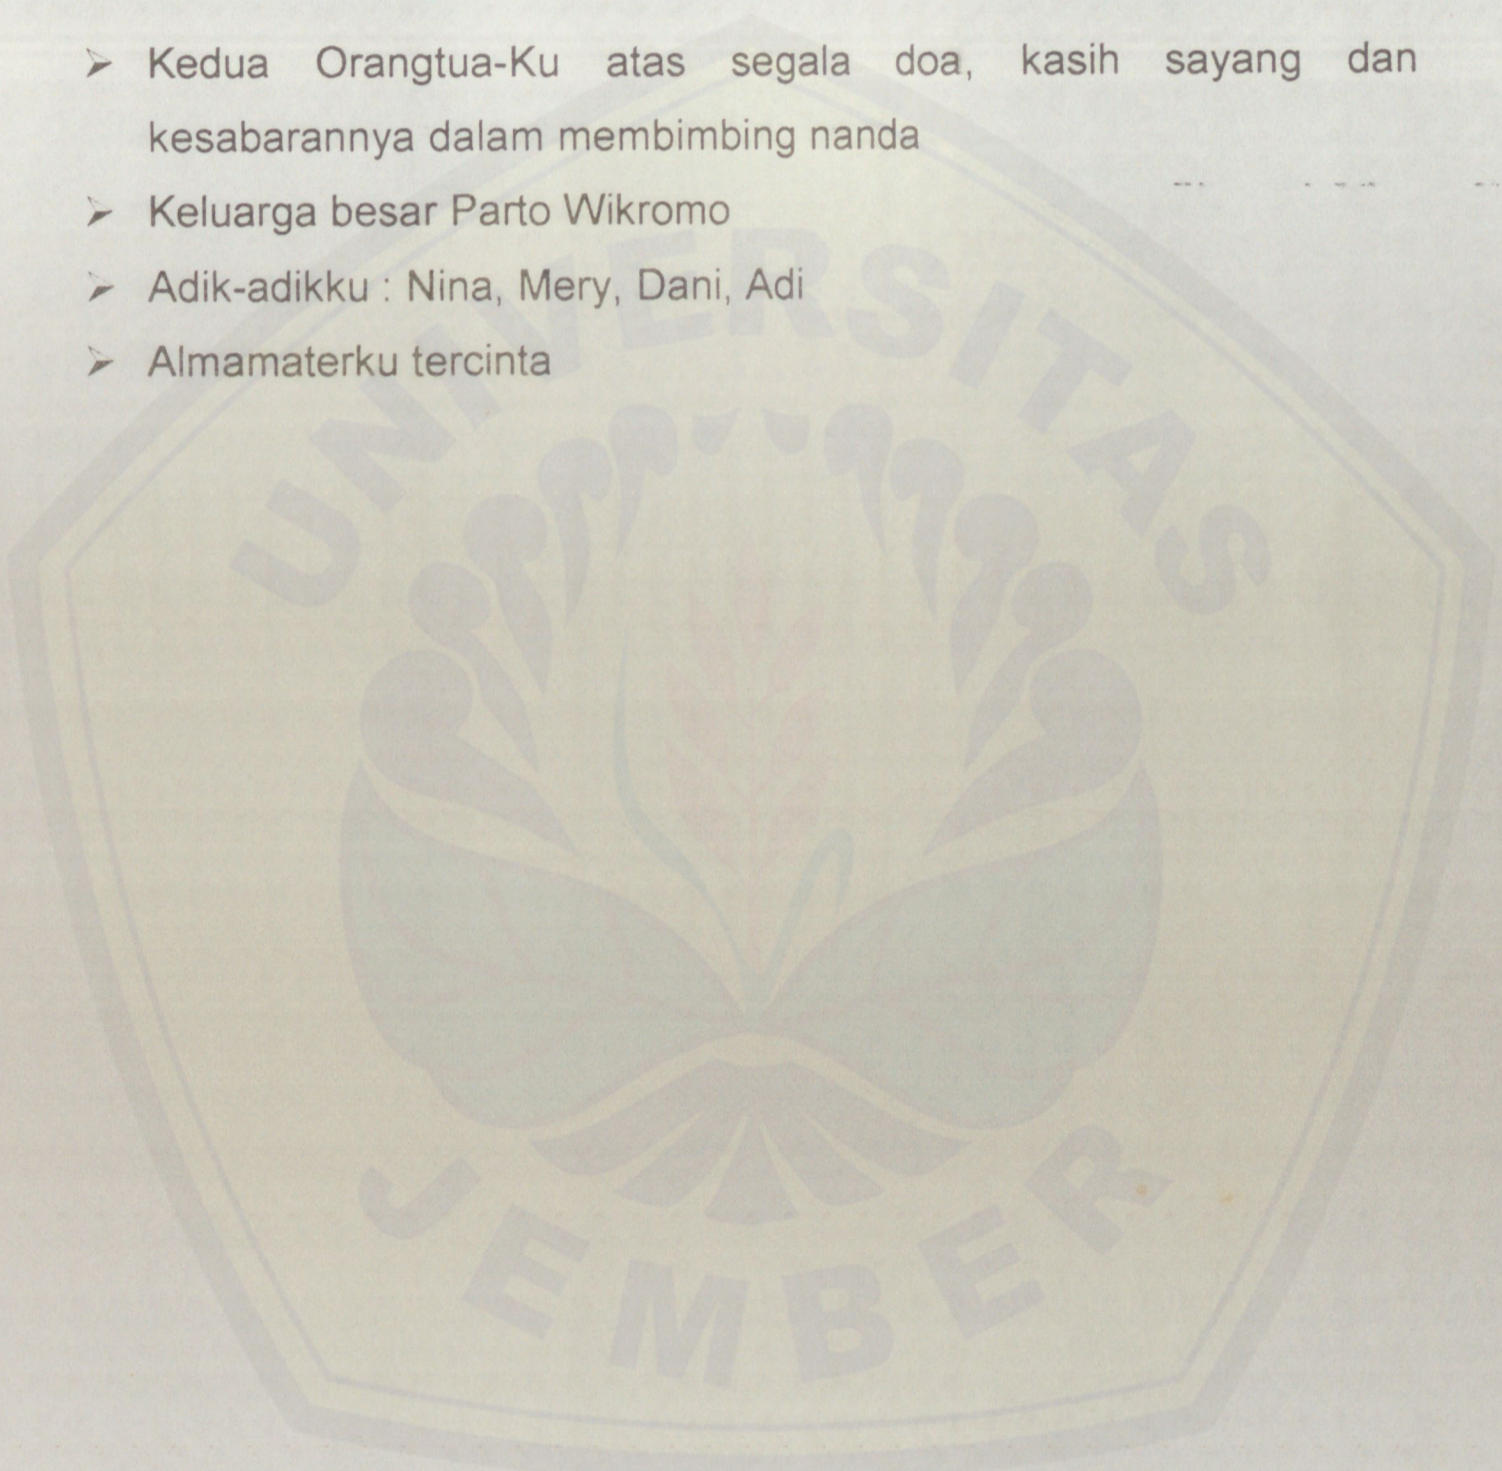 ➢ Kedua Orangtua-Ku atas segala doa, kasih sayang dan
kesabarannya dalam membimbing nanda
➢ Keluarga besar Parto Wikromo
➢ Adik-adikku : Nina, Mery, Dani, Adi
➢ Almamaterku tercinta
UNIVERSITAS
JEMBER